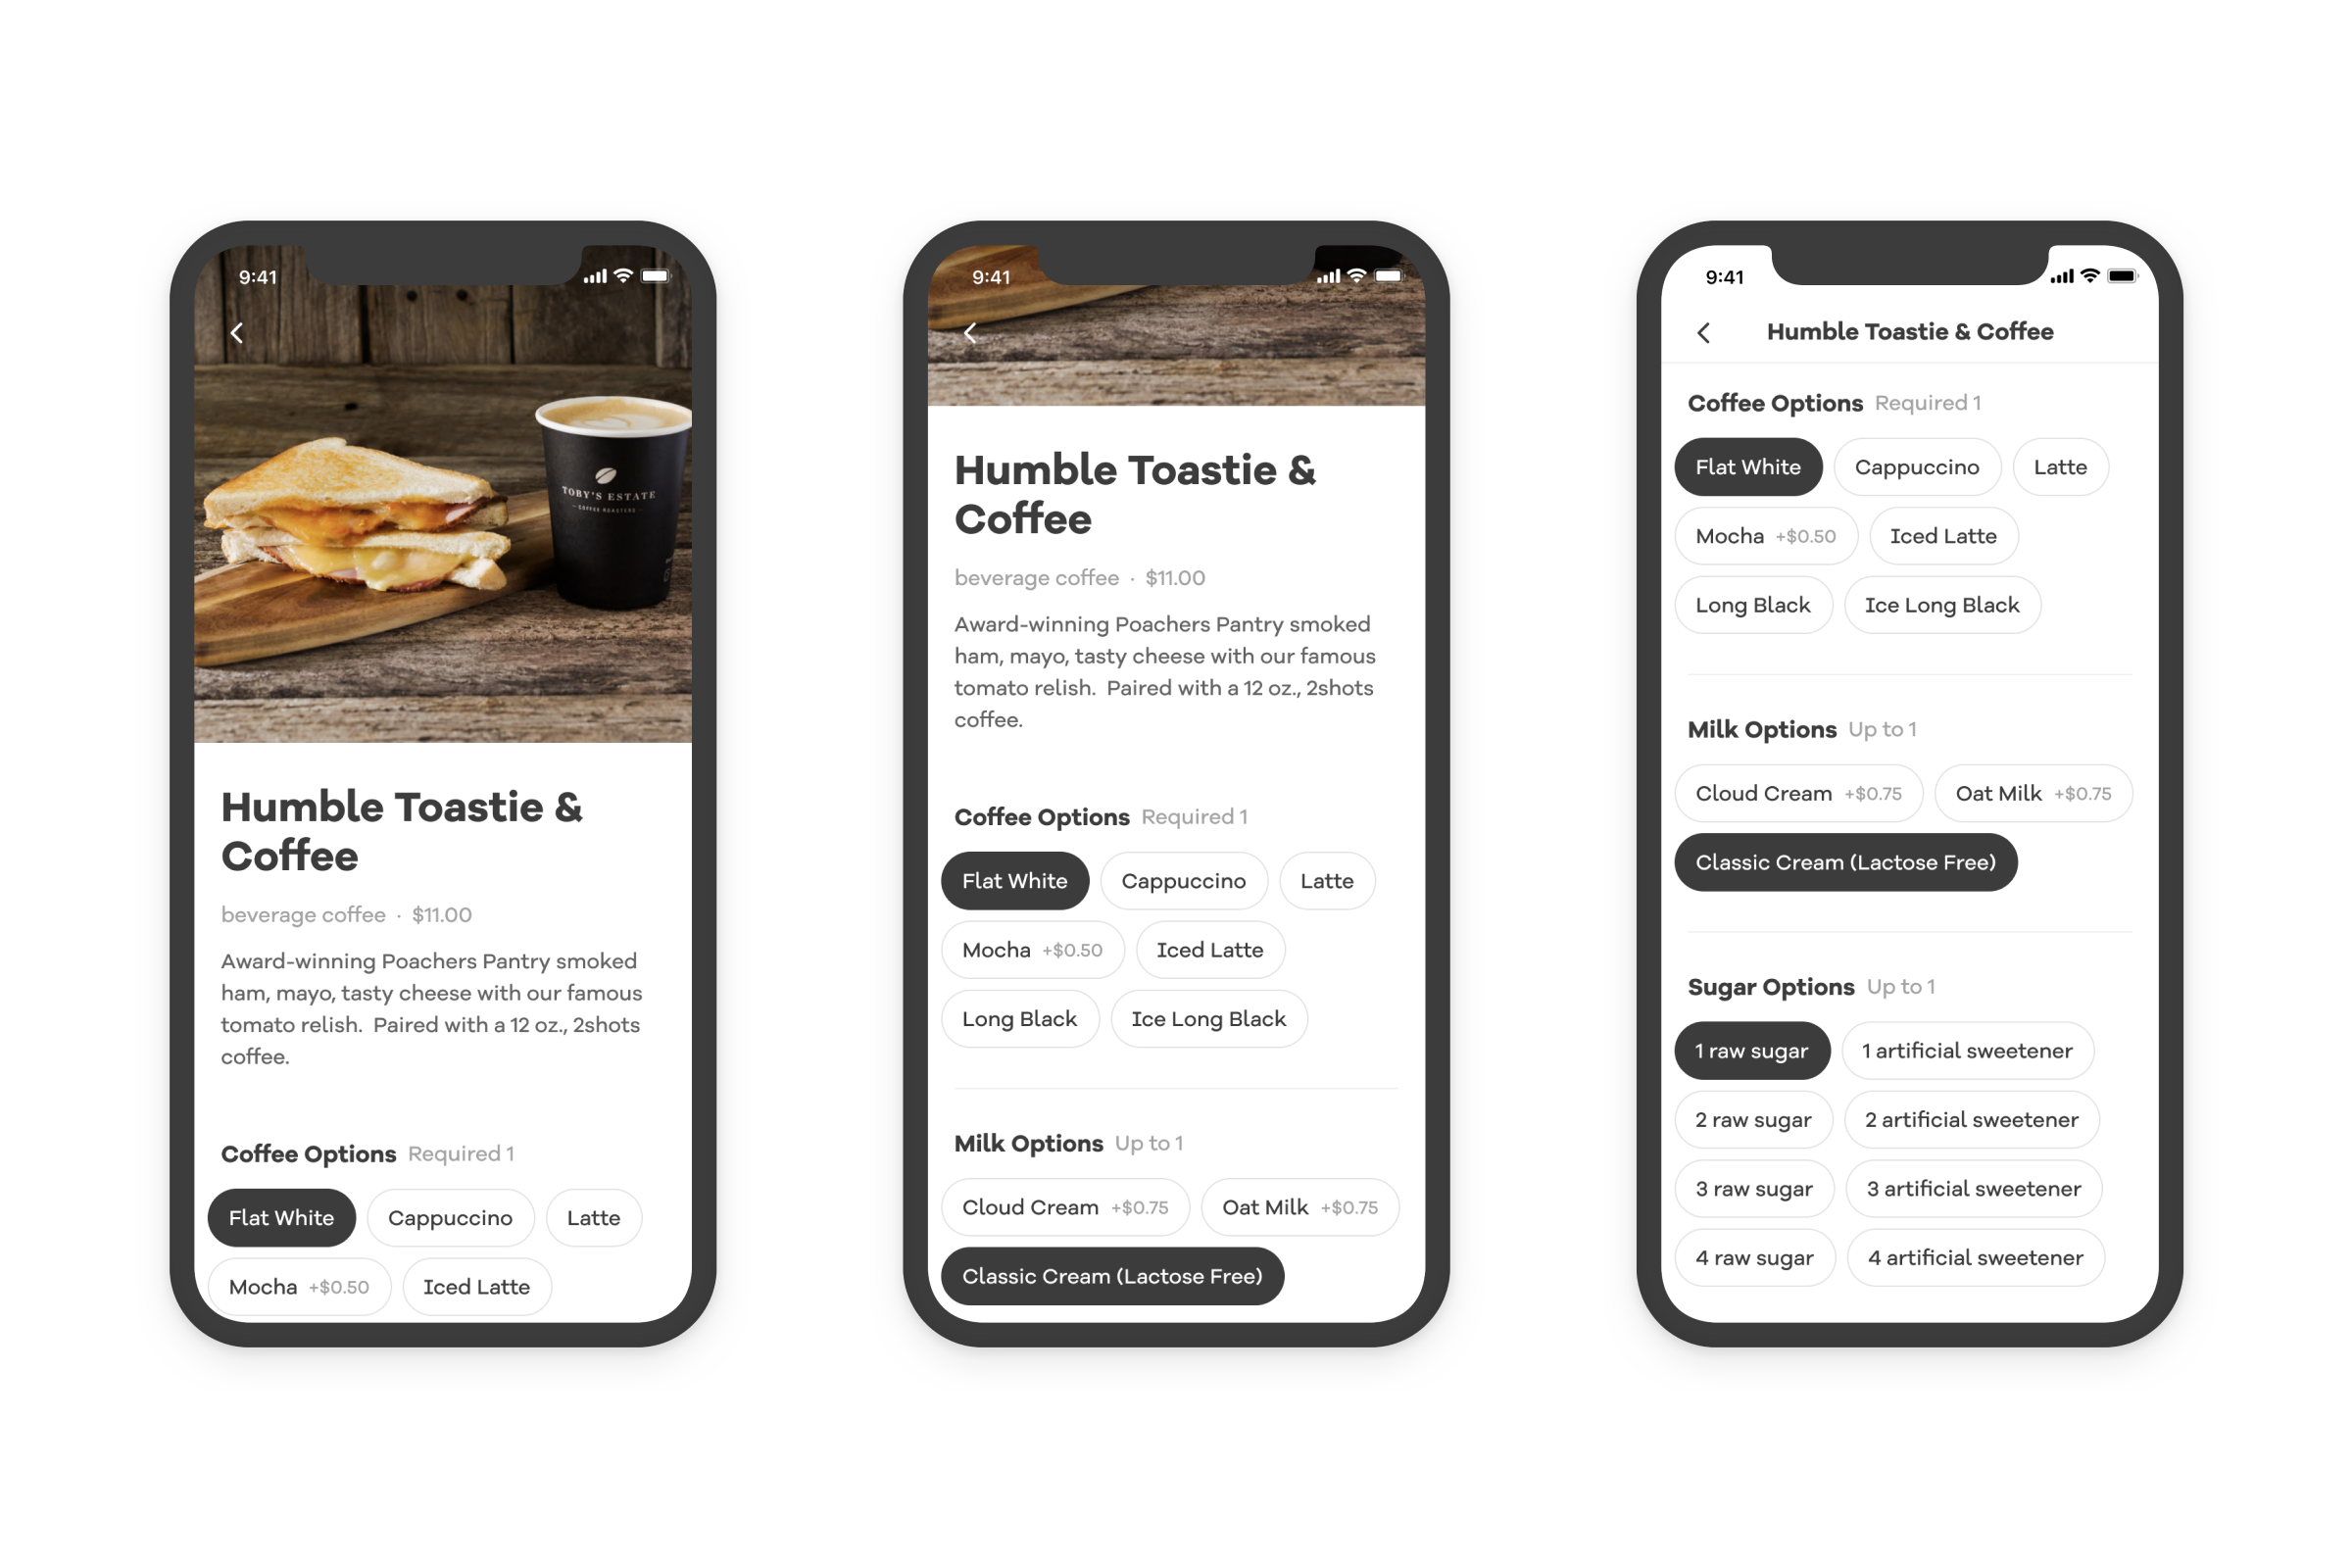 9:41
TOBY'S ESTATE
COFFEE ROASTERS
Humble Toastie &
Coffee
beverage coffee · $11.00
Award-winning Poachers Pantry smoked
ham, mayo, tasty cheese with our famous
tomato relish.  Paired with a 12 oz., 2shots
coffee.
Coffee Options Required 1
Flat White Cappuccino Latte
Mocha +$0.50 Iced Latte
9:41
Humble Toastie &
Coffee
beverage coffee · $11.00
Award-winning Poachers Pantry smoked
ham, mayo, tasty cheese with our famous
tomato relish.  Paired with a 12 oz., 2shots
coffee.
Coffee Options Required 1
Flat White Cappuccino Latte
Mocha +$0.50 Iced Latte
Long Black Ice Long Black
Milk Options Up to 1
Cloud Cream +$0.75 Oat Milk +$0.75
Classic Cream (Lactose Free)
9:41
Humble Toastie & Coffee
Coffee Options Required 1
Flat White Cappuccino Latte
Mocha +$0.50 Iced Latte
Long Black Ice Long Black
Milk Options Up to 1
Cloud Cream +$0.75 Oat Milk +$0.75
Classic Cream (Lactose Free)
Sugar Options Up to 1
1 raw sugar 1 artificial sweetener
2 raw sugar 2 artificial sweetener
3 raw sugar 3 artificial sweetener
4 raw sugar 4 artificial sweetener